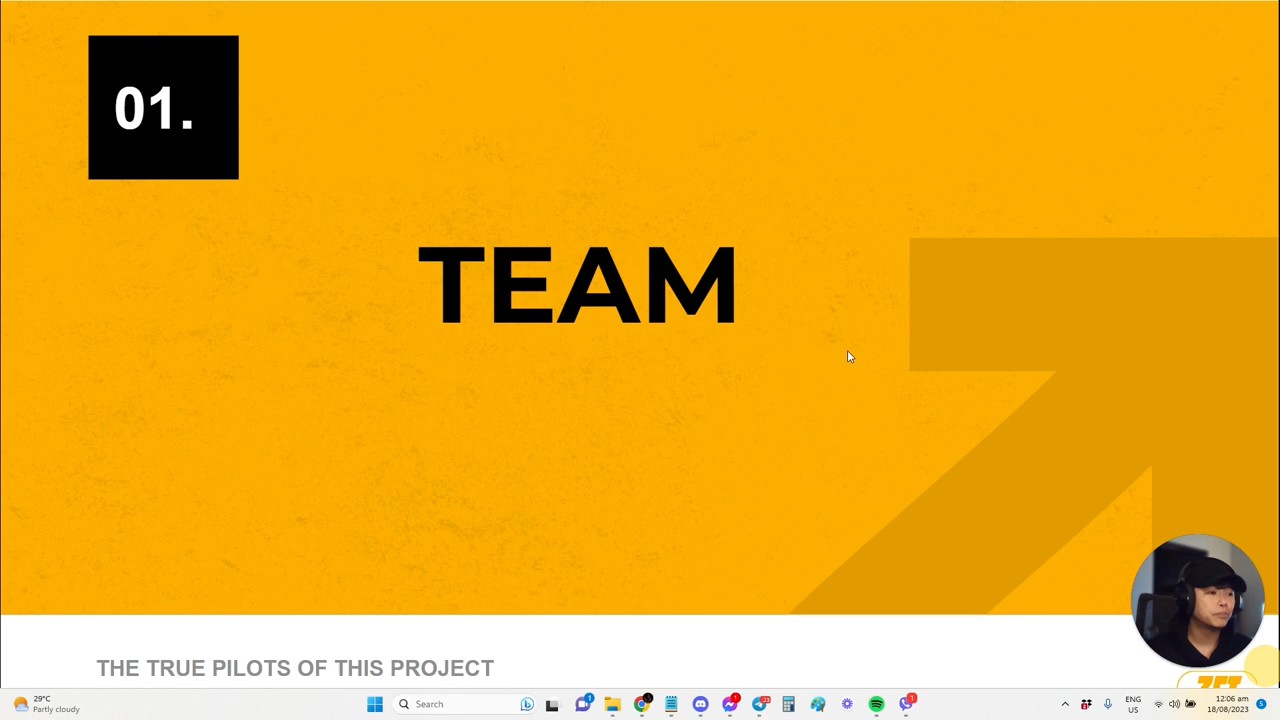 01.
TEAM
THE TRUE PILOTS OF THIS PROJECT
29°C
Partly cloudy
Search
ENG
US
12:06 am
18/08/2023